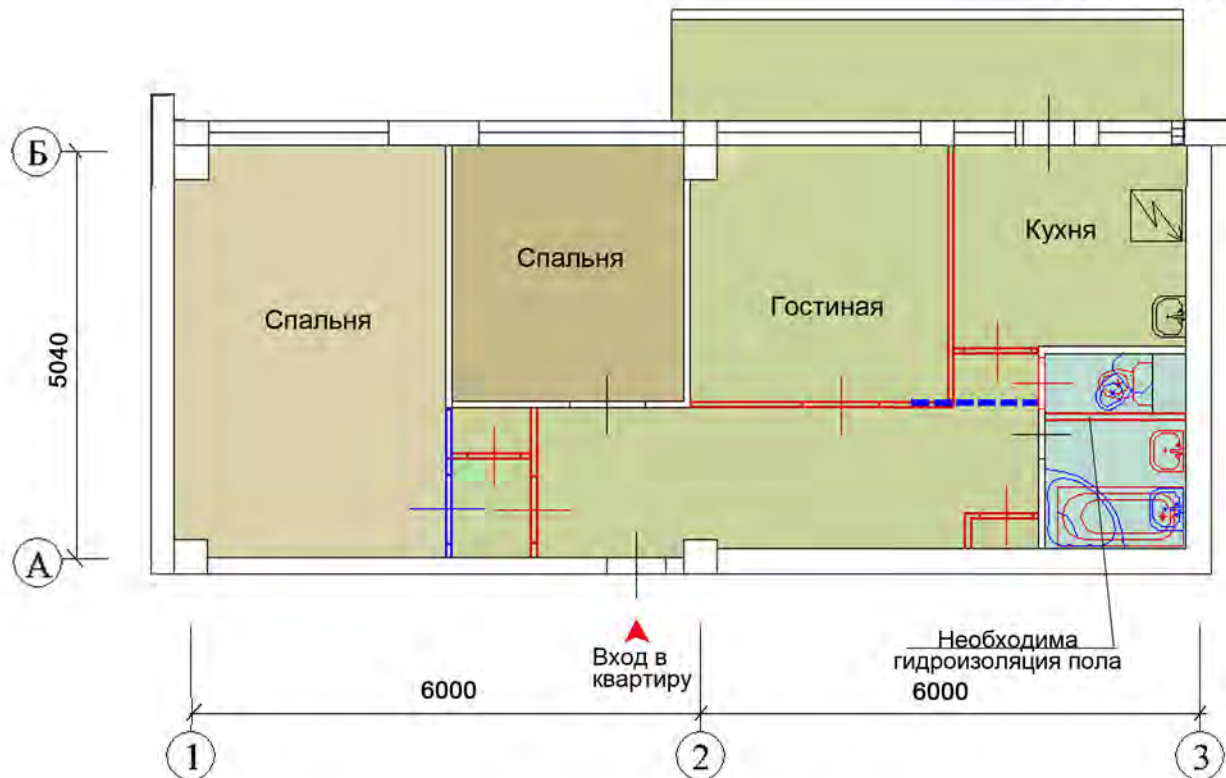 Б
Кухня
Спальня
Гостиная
Спальня
5040
А
Необходима
гидроизоляция пола
Вход в
квартиру
6000
6000
1
2
3